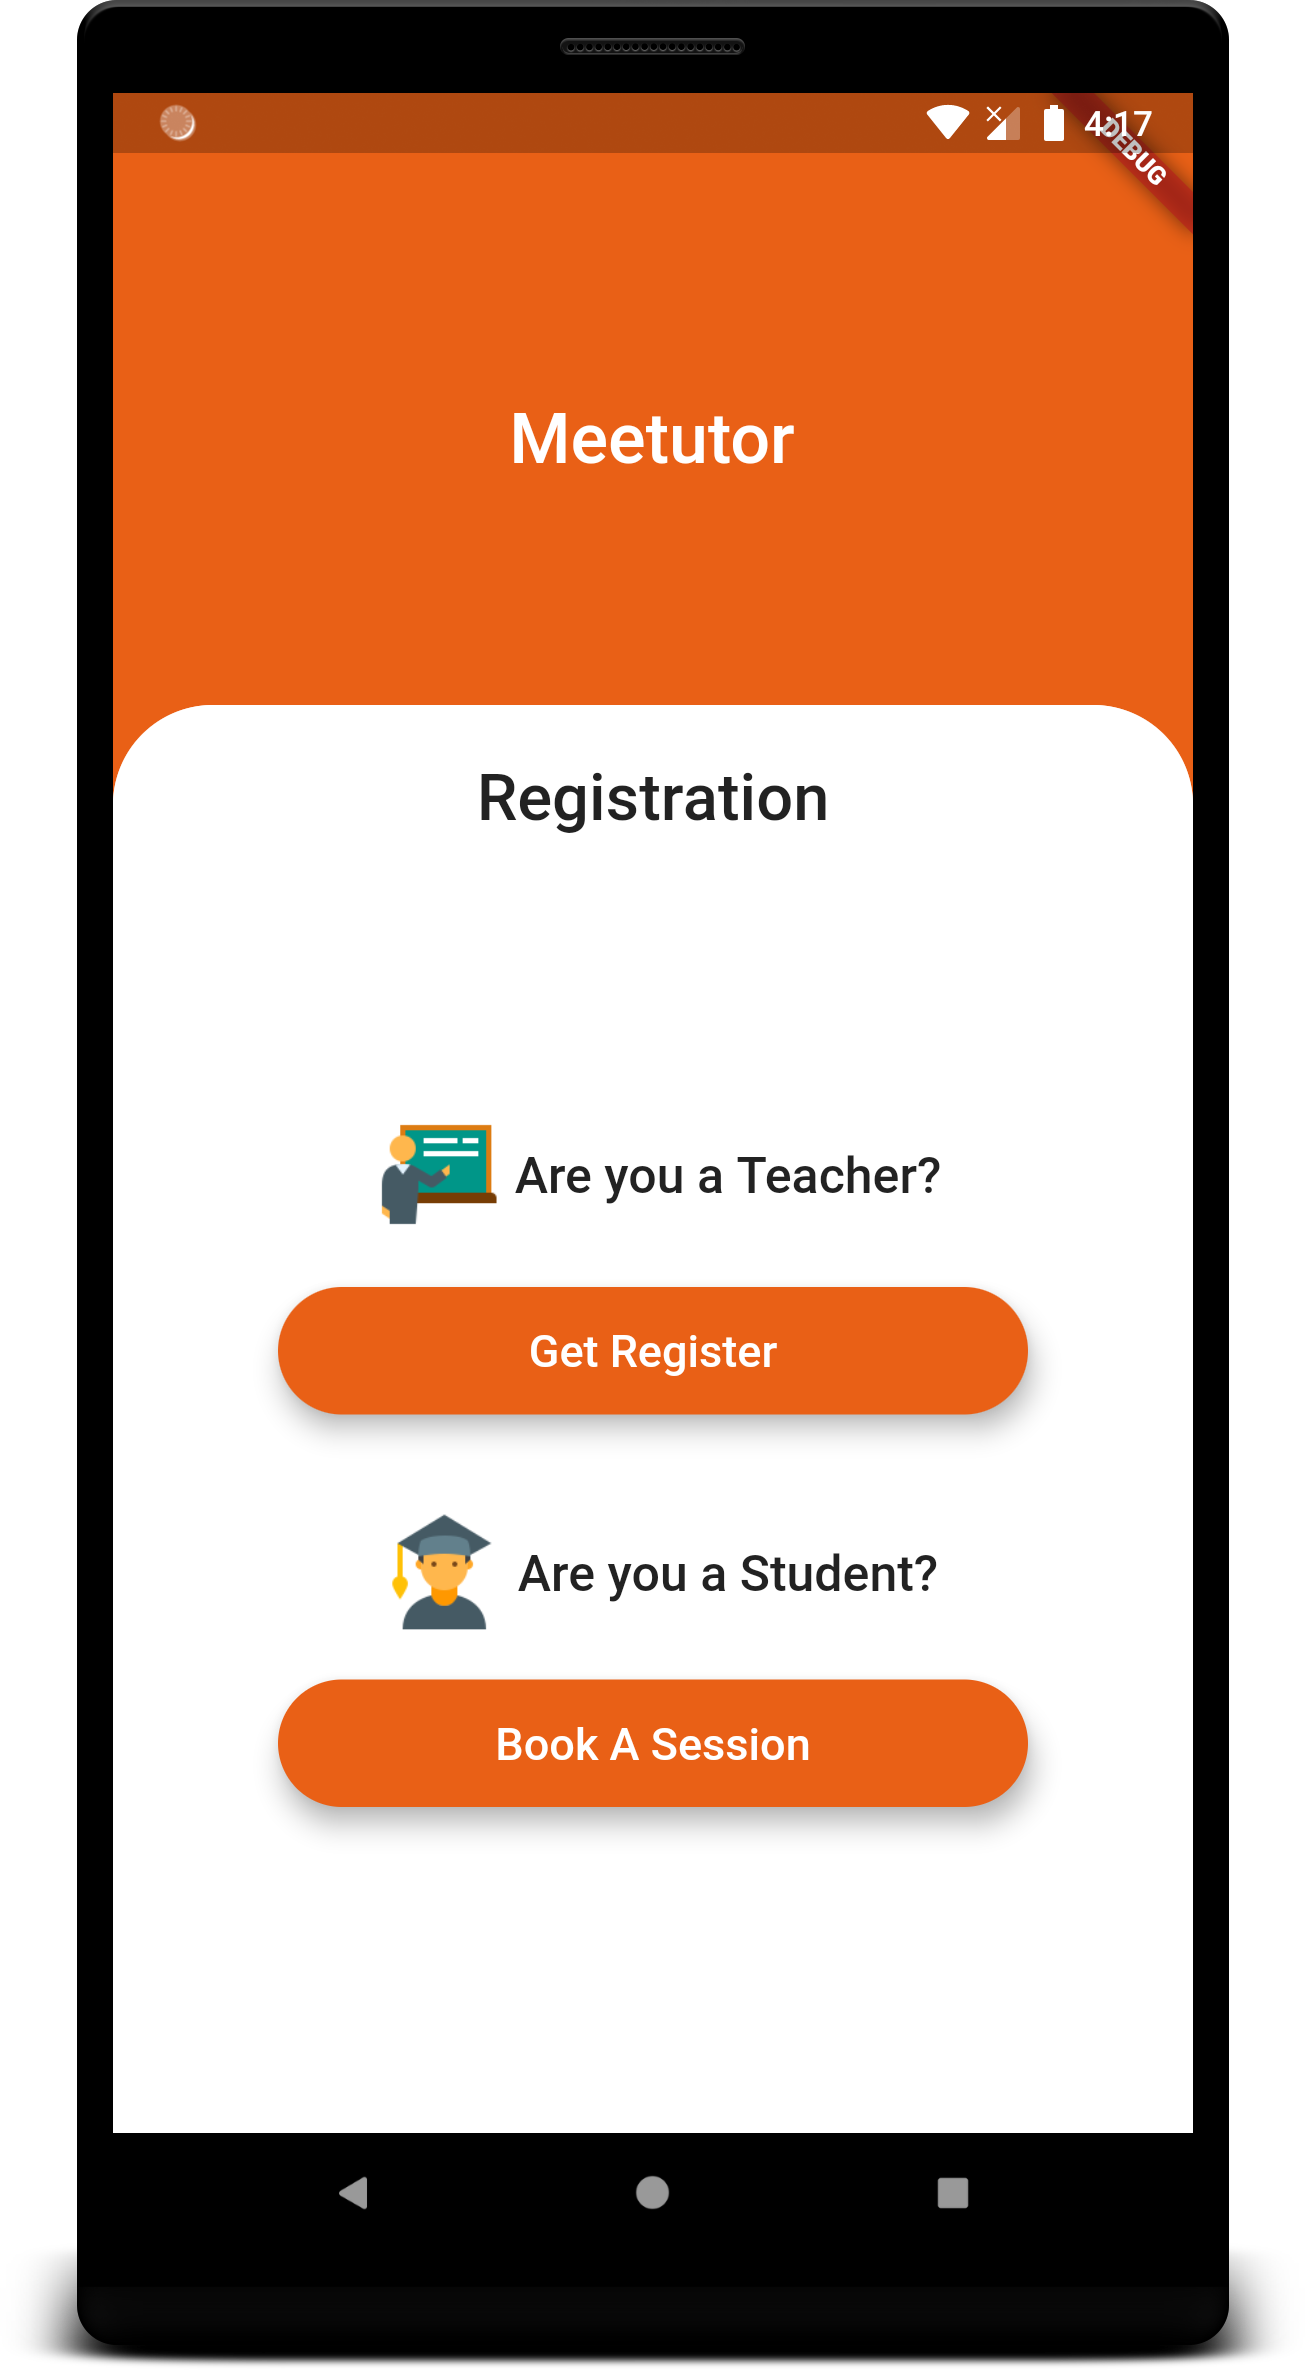 4:17
DEBUG
Meetutor
Registration
Are you a Teacher?
Get Register
Are you a Student?
Book A Session